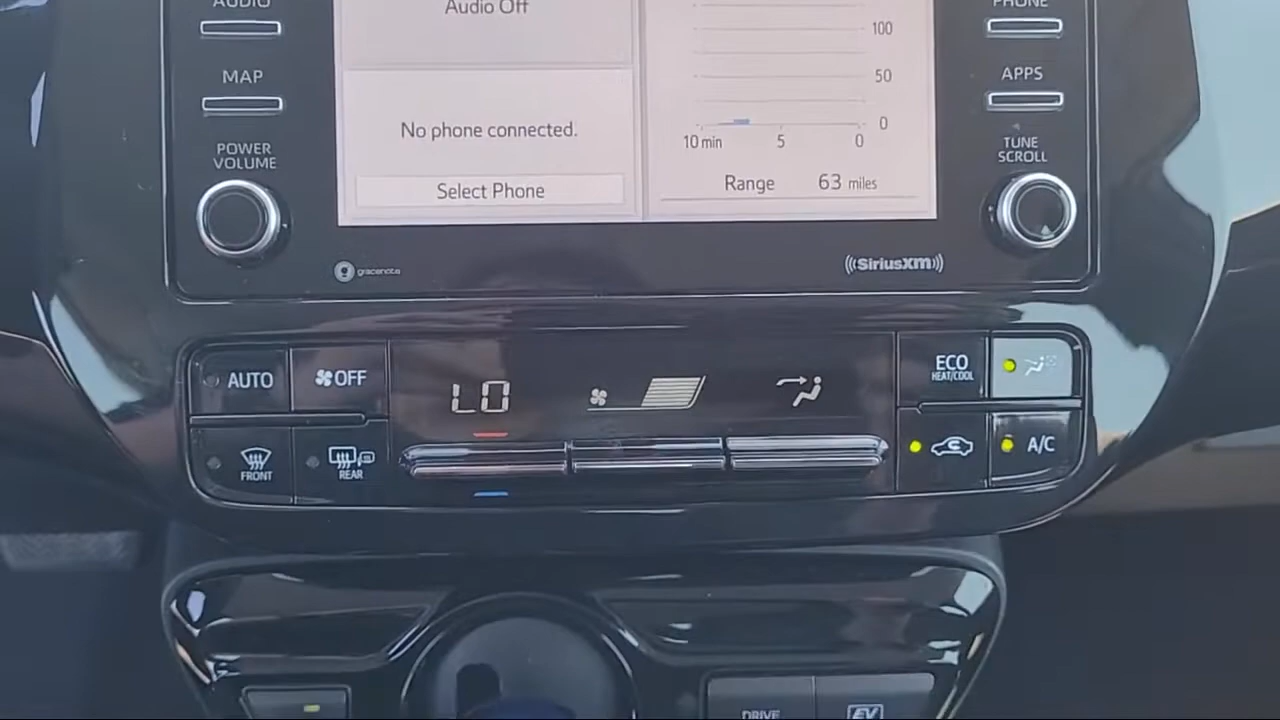 AUDIO
MAP
POWER
VOLUME
Audio Off
No phone connected.
Select Phone
100
50
0
10 min 5 0
Range 63 miles
PHONE
APPS
TUNE
SCROLL
gracenote
((SiriusXM))
AUTO
OFF
FRONT
REAR
LO
ECO
HEAT/COOL
A/C
DRIVE
EV